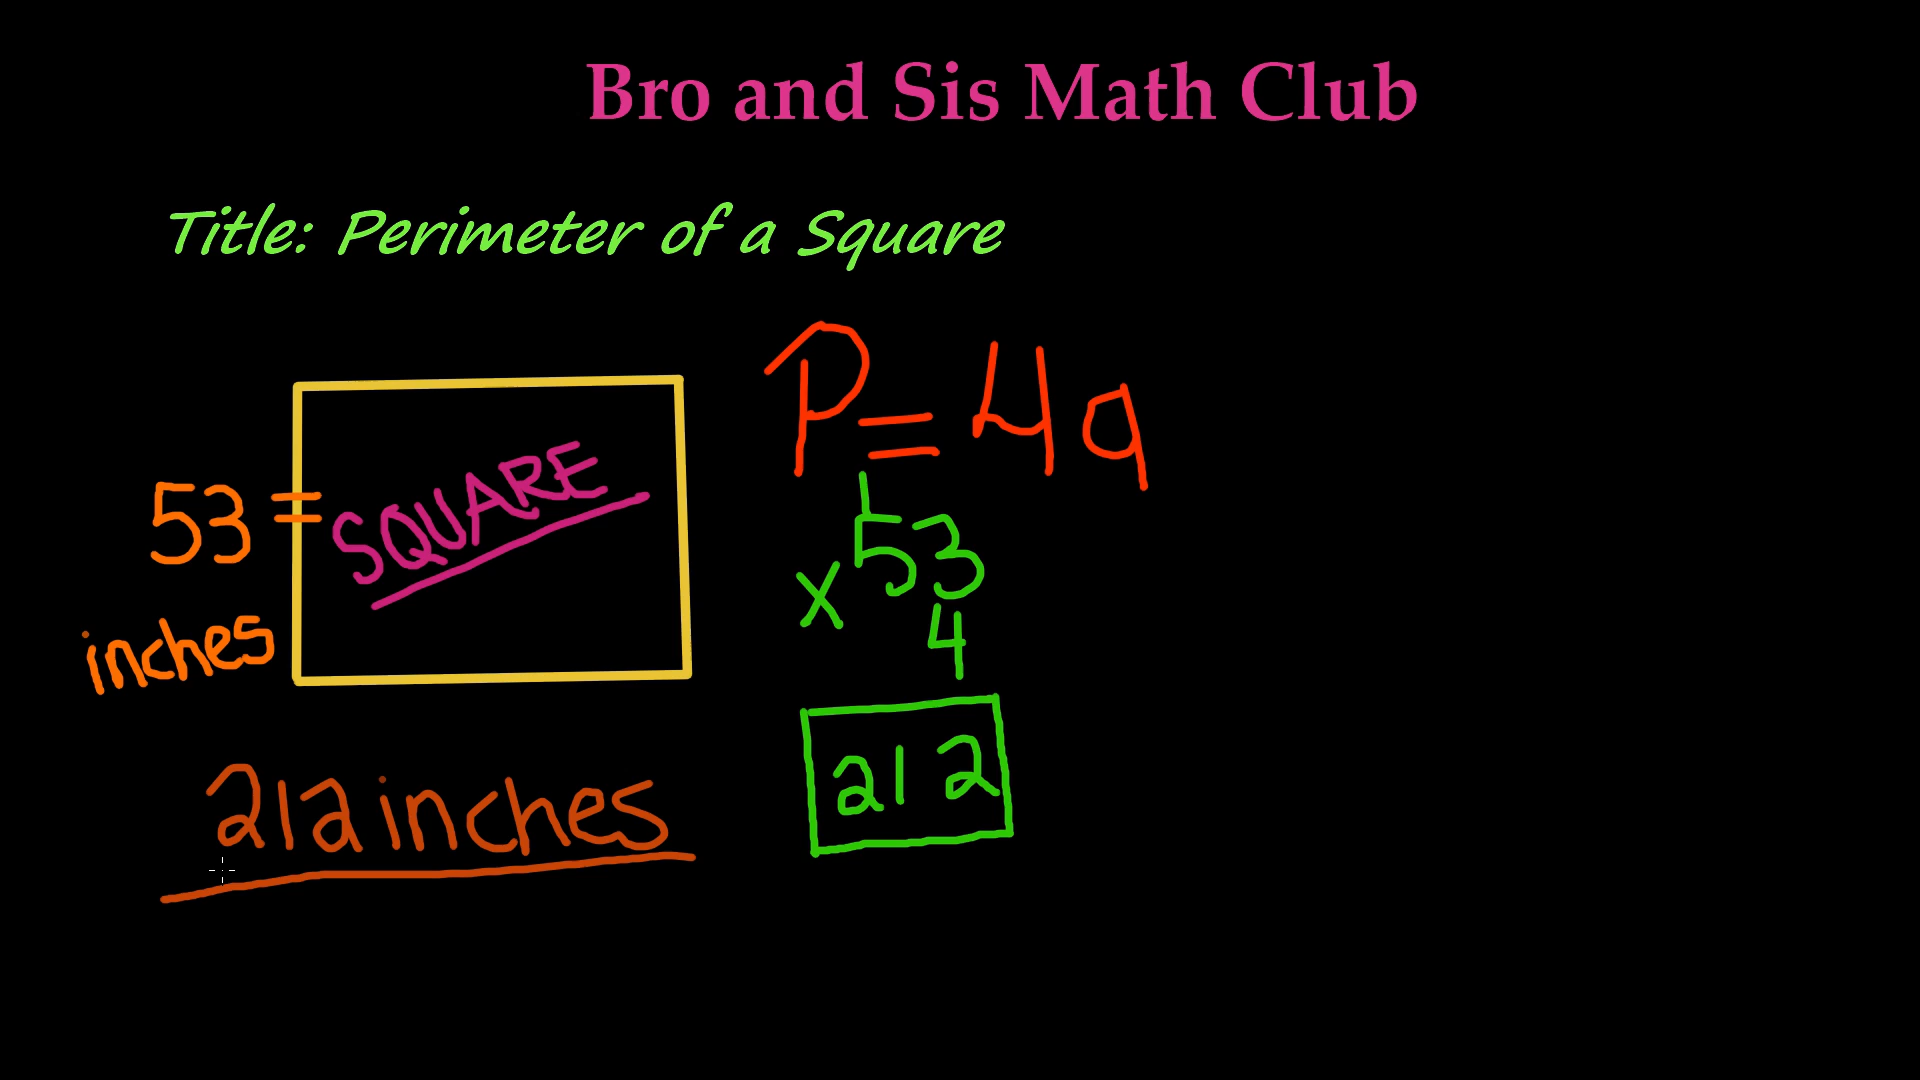 Bro and Sis Math Club
Title: Perimeter of a Square
P = 4a
53 =
inches
SQUARE
1
53
x 4
212
212 inches